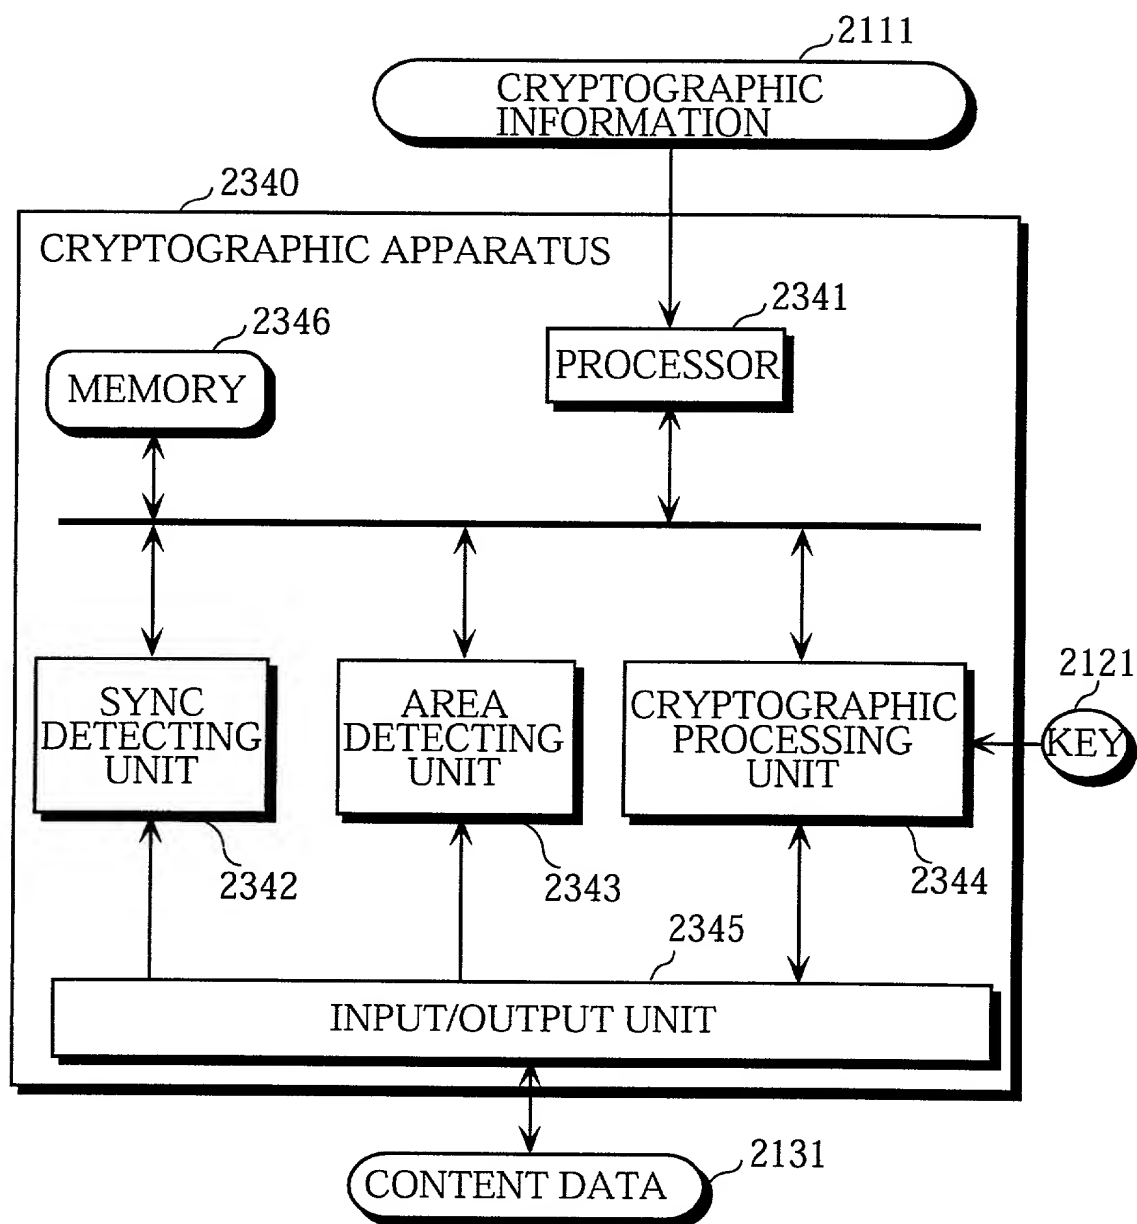 2111
CRYPTOGRAPHIC
INFORMATION
2340
CRYPTOGRAPHIC APPARATUS
2346
MEMORY
2341
PROCESSOR
SYNC
DETECTING
UNIT
2342
AREA
DETECTING
UNIT
2343
CRYPTOGRAPHIC
PROCESSING
UNIT
2344
2121
KEY
2345
INPUT/OUTPUT UNIT
CONTENT DATA
2131